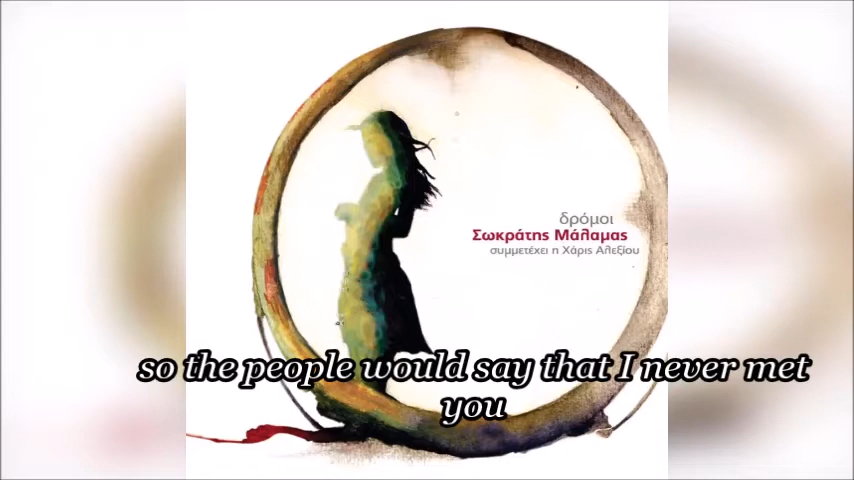 δρόμοι
Σωκράτης Μάλαμας
συμμετέχει η Χάρις Αλεξίου
so the people would say that I never met
you